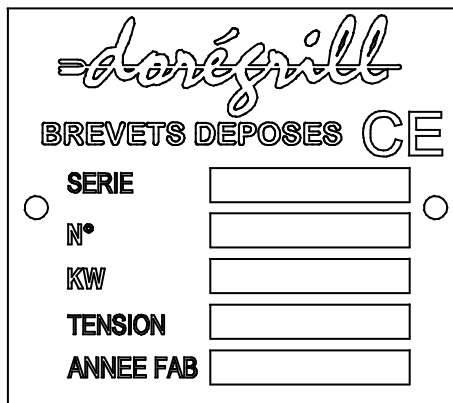 dorégrill
BREVETS DEPOSES CE
SERIE
N°
KW
TENSION
ANNEE FAB